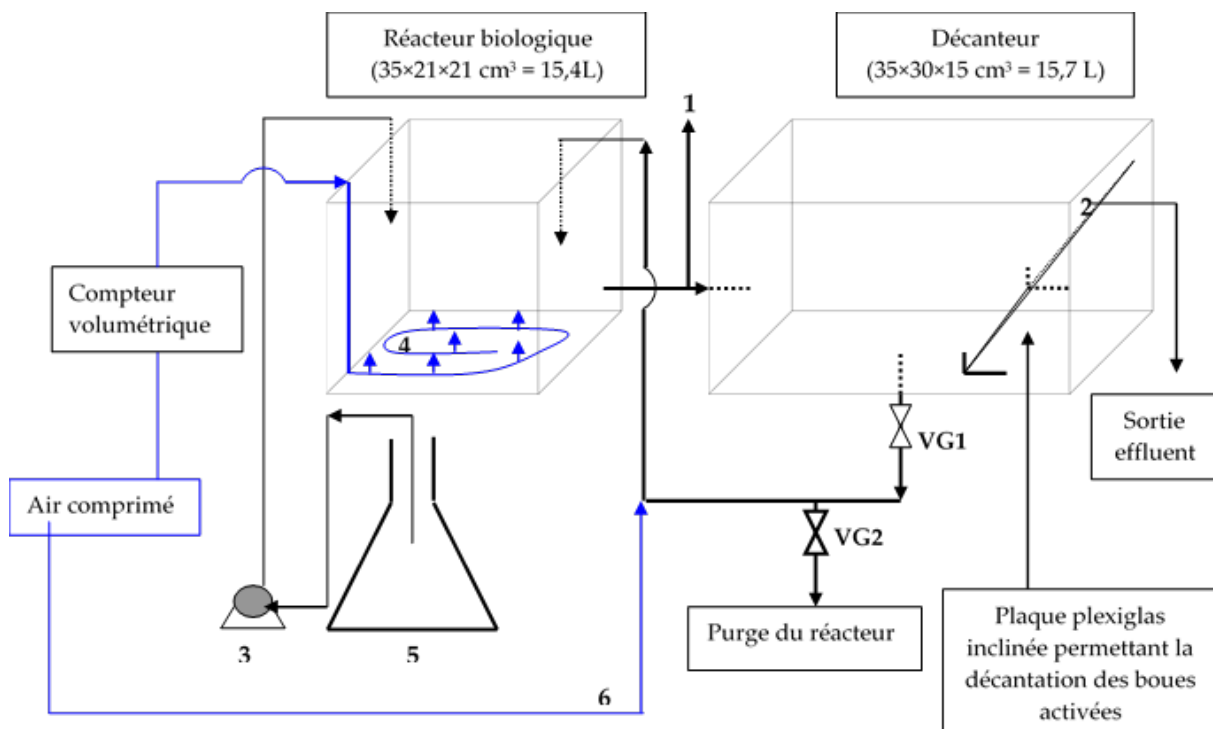 Réacteur biologique
(35×21×21 cm³ = 15,4L)
Décanteur
(35×30×15 cm³ = 15,7 L)
1
2
Compteur
volumétrique
4
Sortie
effluent
VG1
Air comprimé
VG2
Purge du réacteur
Plaque plexiglas
inclinée permettant la
décantation des boues
activées
3
5
6